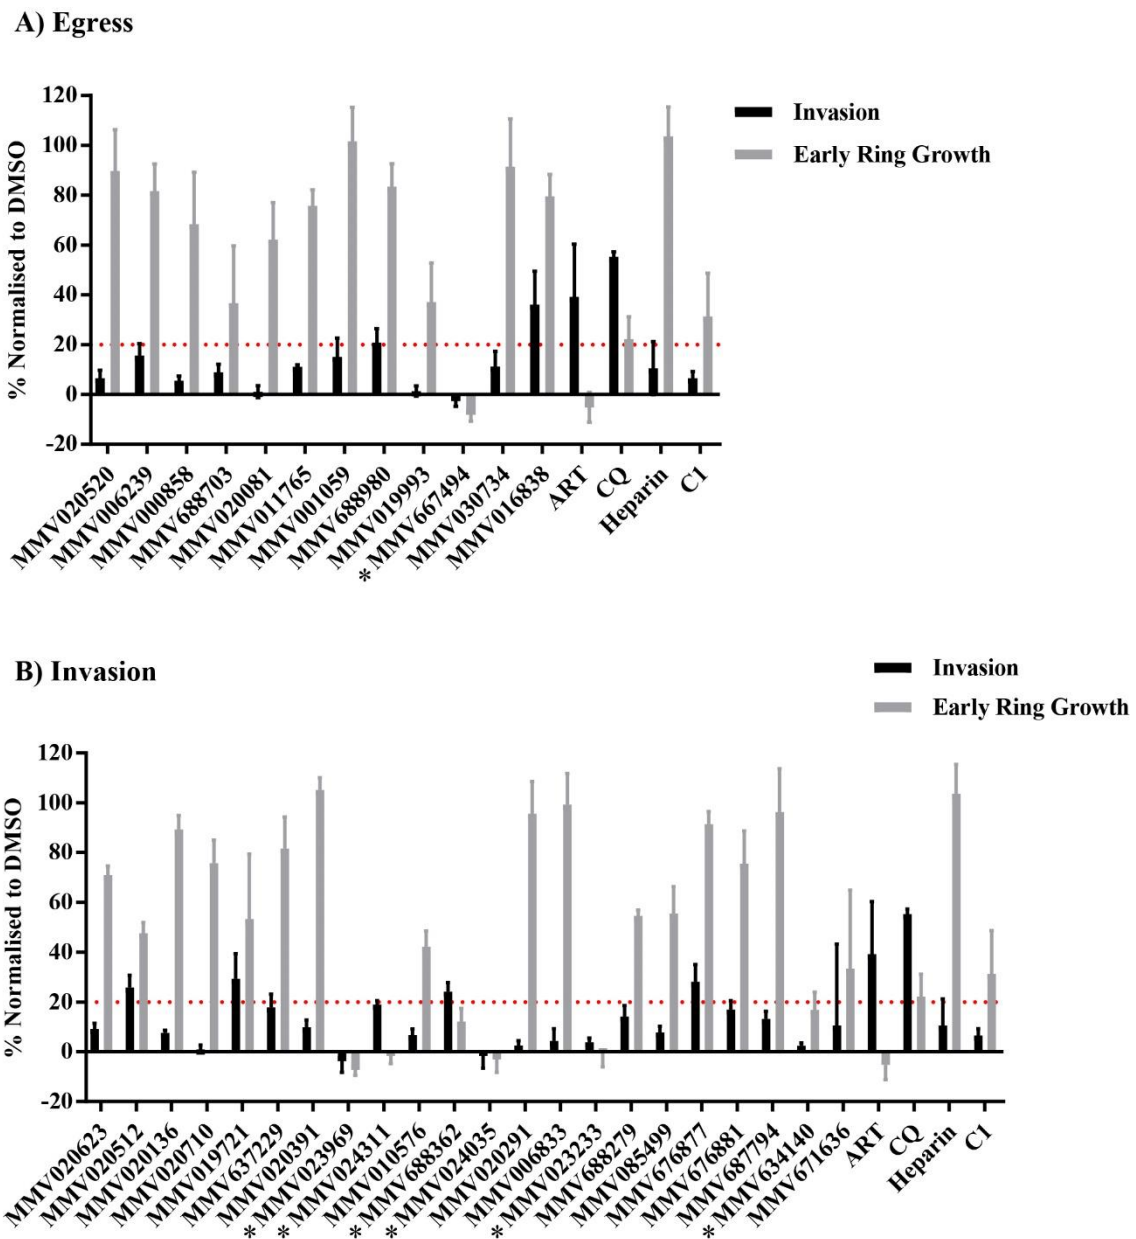 A) Egress
Invasion
Early Ring Growth
% Normalised to DMSO
120
100
80
60
40
20
0
-20
MMV020520
MMV006239
MMV000858
MMV688703
MMV020081
MMV011765
MMV001059
MMV688980
MMV019993
* MMV667494
MMV030734
MMV016838
ART
CQ
Heparin
C1
B) Invasion
Invasion
Early Ring Growth
% Normalised to DMSO
120
100
80
60
40
20
0
-20
MMV020623
MMV020512
MMV020136
MMV020710
MMV019721
MMV637229
MMV020391
* MMV023969
* MMV024311
MMV010576
* MMV688362
* MMV024035
MMV020291
MMV006833
* MMV023233
MMV688279
MMV085499
MMV676877
MMV676881
MMV687794
* MMV634140
MMV671636
ART
CQ
Heparin
C1